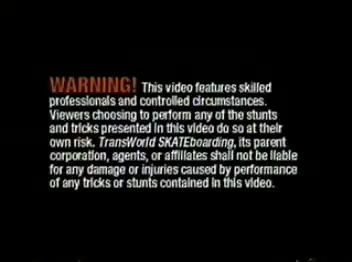 WARNING! This video features skilled
professionals and controlled circumstances.
Viewers choosing to perform any of the stunts
and tricks presented in this video do so at their
own risk. TransWorld SKATEboarding, its parent
corporation, agents, or affiliates shall not be liable
for any damage or injuries caused by performance
of any tricks or stunts contained in this video.